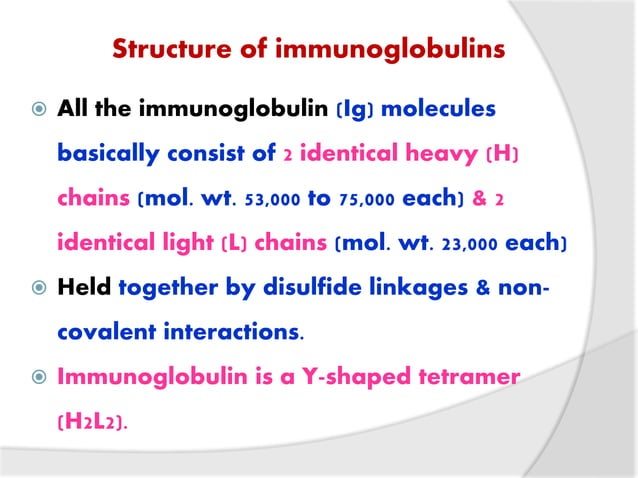 Structure of immunoglobulins
All the immunoglobulin (Ig) molecules
basically consist of 2 identical heavy (H)
chains (mol. wt. 53,000 to 75,000 each) & 2
identical light (L) chains (mol. wt. 23,000 each)
Held together by disulfide linkages & non-
covalent interactions.
Immunoglobulin is a Y-shaped tetramer
(H2L2).